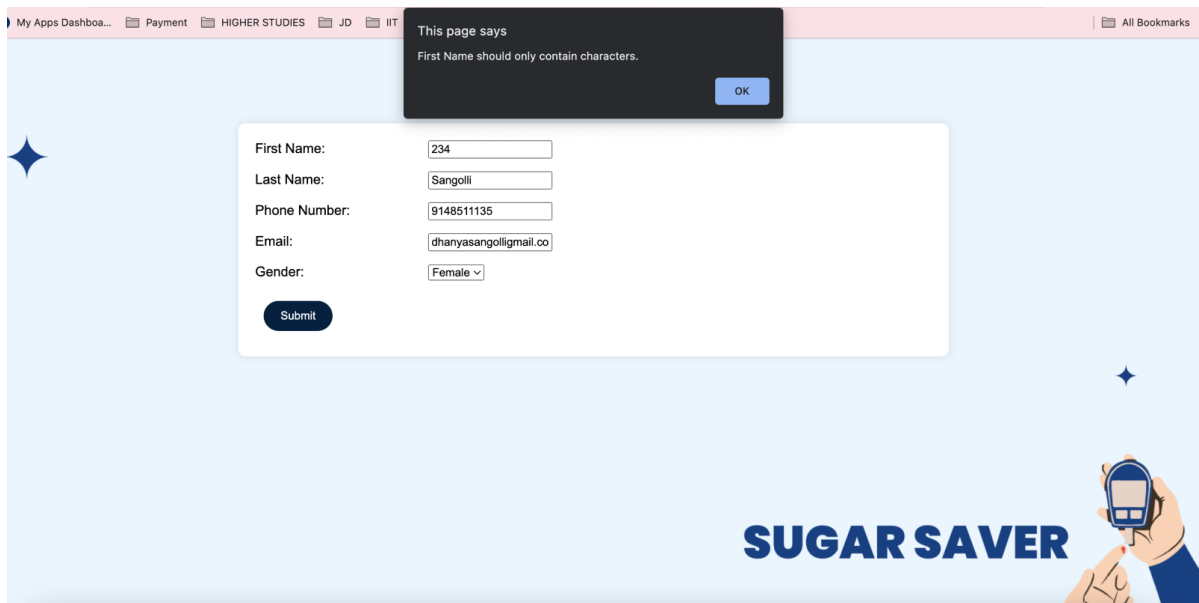 My Apps Dashboa... Payment HIGHER STUDIES JD IIT All Bookmarks
This page says
First Name should only contain characters.
OK
First Name: 234
Last Name: Sangolli
Phone Number: 9148511135
Email: dhanyasangolligmail.co
Gender: Female
Submit
SUGAR SAVER